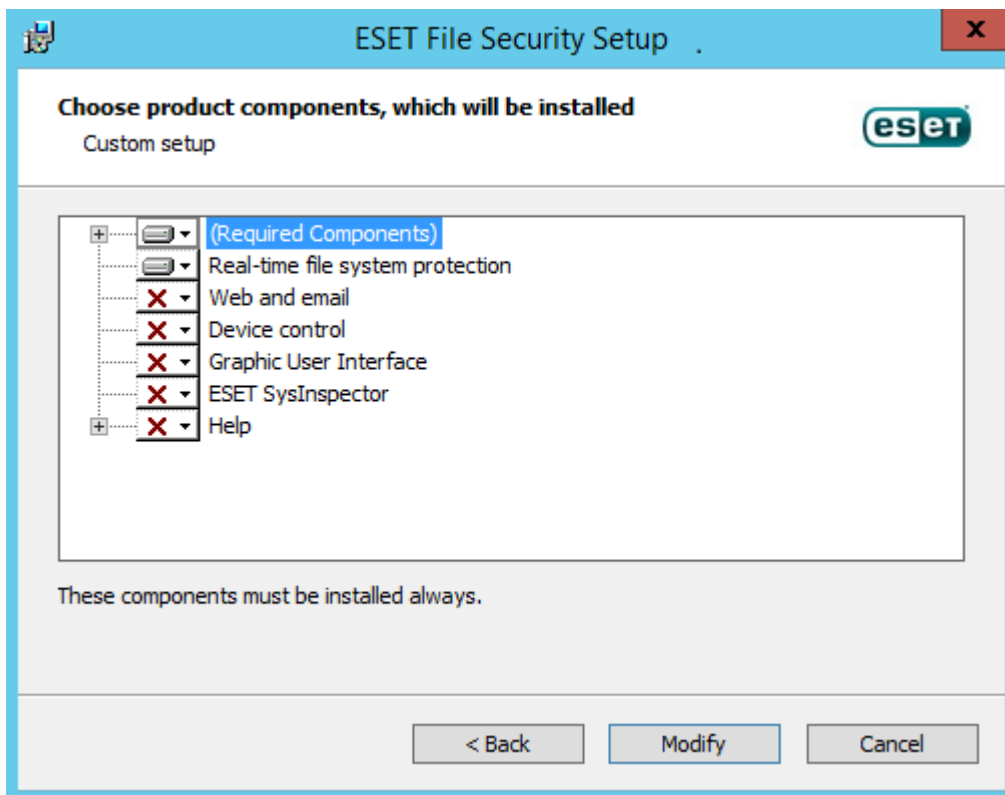 ESET File Security Setup
x
Choose product components, which will be installed
Custom setup
eseT
(Required Components)
Real-time file system protection
Web and email
Device control
Graphic User Interface
ESET SysInspector
Help
These components must be installed always.
< Back
Modify
Cancel